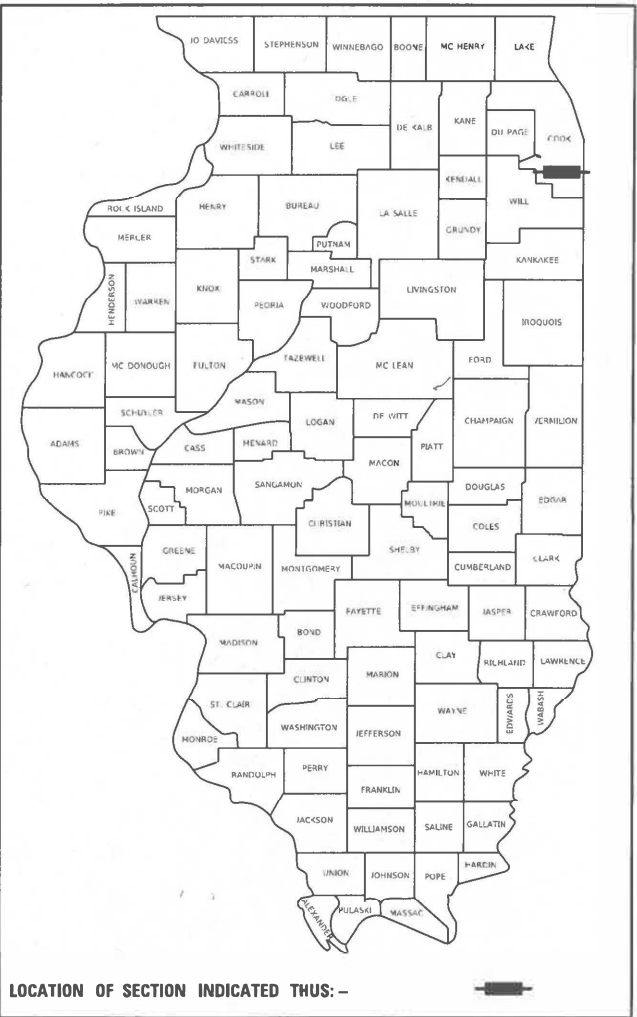 JO DAVIESS STEPHENSON WINNEBAGO BOONE MC HENRY LAKE
CARROLL OGLE DE KALB KANE DU PAGE COOK
WHITESIDE LEE
KENDALL WILL
ROCK ISLAND HENRY BUREAU LA SALLE
MERCER PUTNAM GRUNDY
STARK MARSHALL KANKAKEE
HENDERSON WARREN KNOX PEORIA WOODFORD LIVINGSTON
IROQUOIS
HANCOCK MC DONOUGH FULTON TAZEWELL MC LEAN FORD
MASON
SCHUYLER LOGAN DE WITT CHAMPAIGN VERMILION
ADAMS BROWN CASS MENARD PIATT
MACON
PIKE SCOTT MORGAN SANGAMON MOULTRIE DOUGLAS EDGAR
CHRISTIAN COLES
CALHOUN GREENE MACOUPIN MONTGOMERY SHELBY CUMBERLAND CLARK
JERSEY FAYETTE EFFINGHAM JASPER CRAWFORD
MADISON BOND
CLAY RICHLAND LAWRENCE
CLINTON MARION
ST. CLAIR WAYNE EDWARDS WABASH
WASHINGTON JEFFERSON
MONROE
RANDOLPH PERRY HAMILTON WHITE
FRANKLIN
JACKSON WILLIAMSON SALINE GALLATIN
UNION JOHNSON POPE HARDIN
ALEXANDER PULASKI MASSAC
LOCATION OF SECTION INDICATED THUS: –